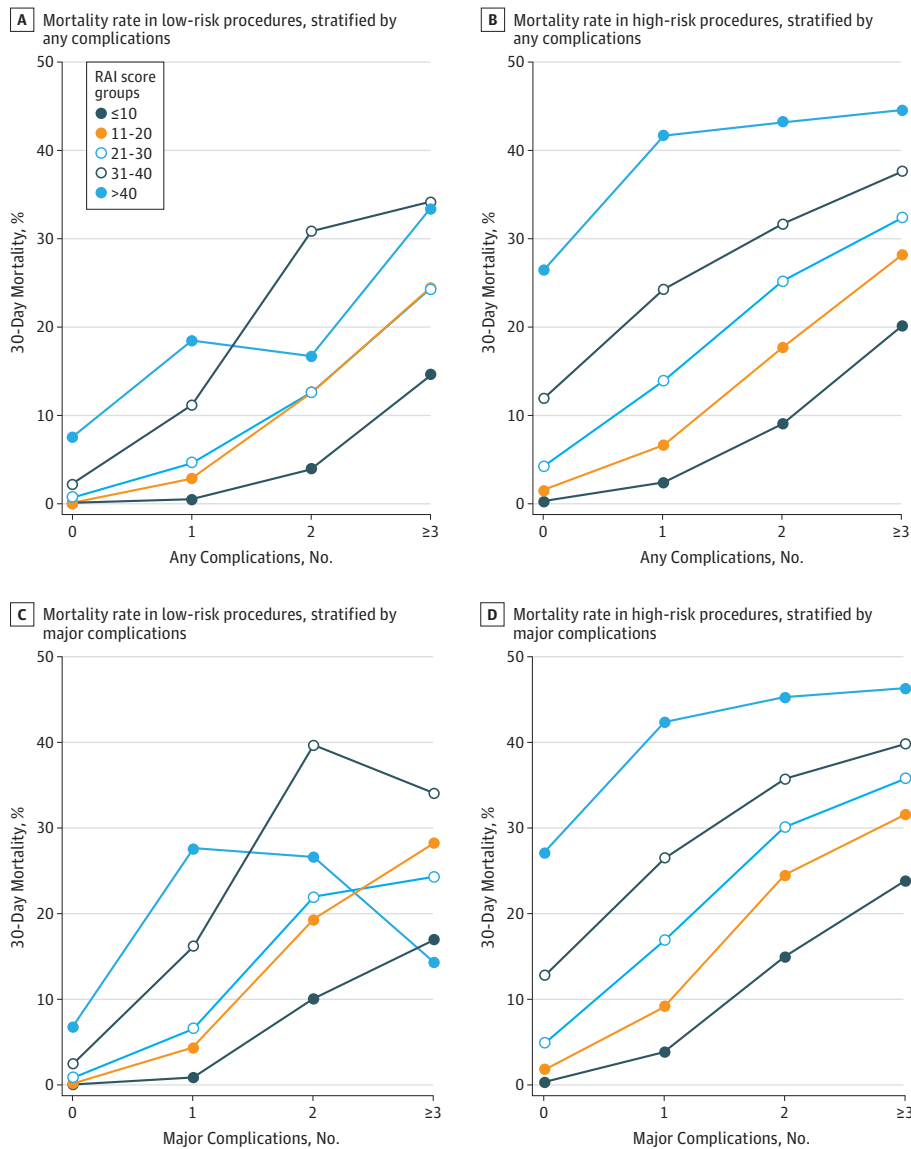 A Mortality rate in low-risk procedures, stratified by
any complications
50
40
30
20
10
0
30-Day Mortality, %
RAI score
groups
≤10
11-20
21-30
31-40
>40
0 1 2 ≥3
Any Complications, No.
B Mortality rate in high-risk procedures, stratified by
any complications
50
40
30
20
10
0
30-Day Mortality, %
0 1 2 ≥3
Any Complications, No.
C Mortality rate in low-risk procedures, stratified by
major complications
50
40
30
20
10
0
30-Day Mortality, %
0 1 2 ≥3
Major Complications, No.
D Mortality rate in high-risk procedures, stratified by
major complications
50
40
30
20
10
0
30-Day Mortality, %
0 1 2 ≥3
Major Complications, No.